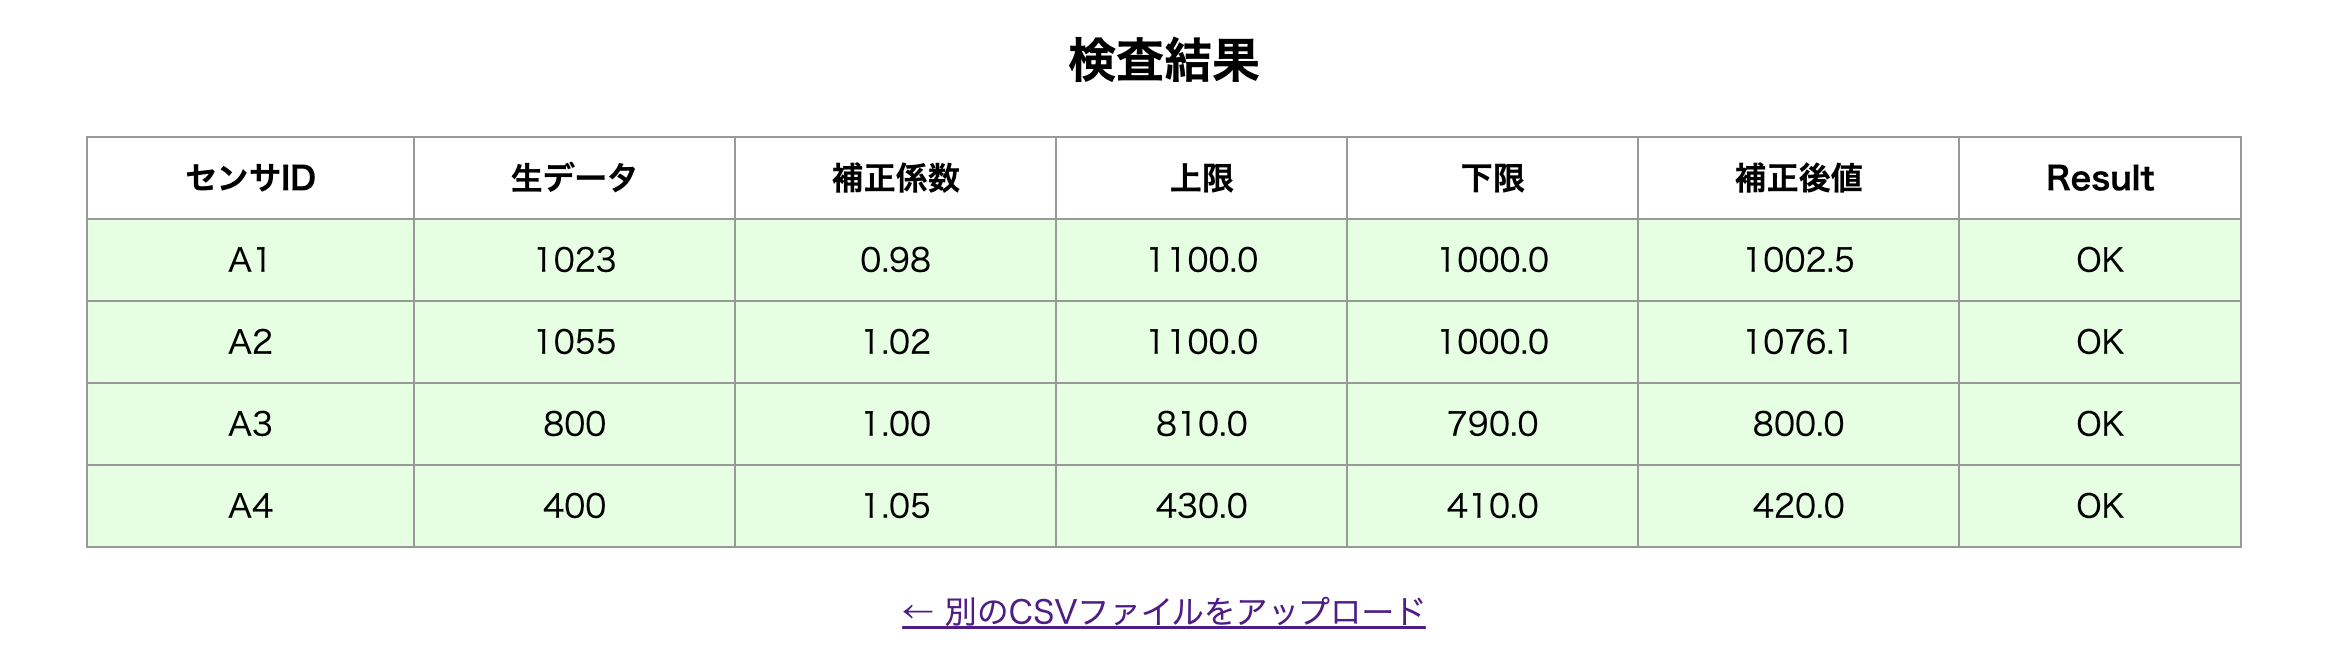 検査結果
センサID 生データ 補正係数 上限 下限 補正後値 Result
A1 1023 0.98 1100.0 1000.0 1002.5 OK
A2 1055 1.02 1100.0 1000.0 1076.1 OK
A3 800 1.00 810.0 790.0 800.0 OK
A4 400 1.05 430.0 410.0 420.0 OK
← 別のCSVファイルをアップロード